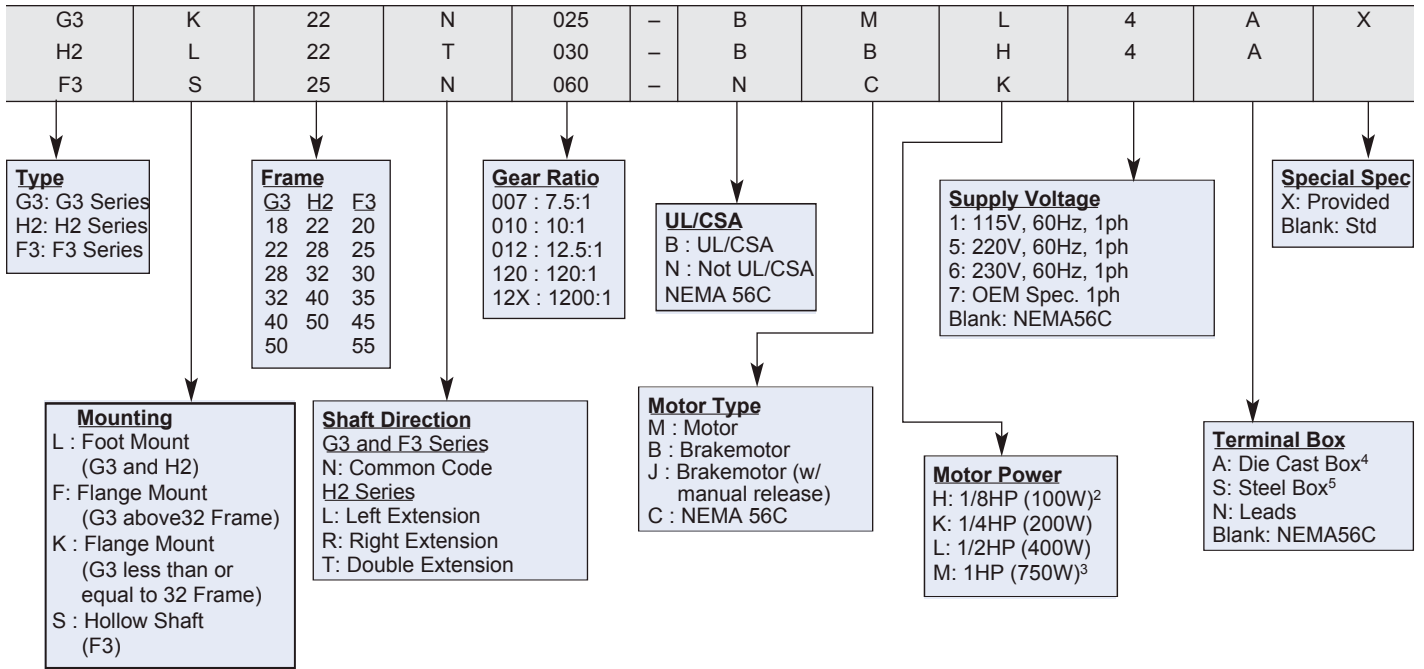 G3 K 22 N 025 – B M L 4 A X
H2 L 22 T 030 – B B H 4 A
F3 S 25 N 060 – N C K
Type
G3: G3 Series
H2: H2 Series
F3: F3 Series
Frame
G3 H2 F3
18 22 20
22 28 25
28 32 30
32 40 35
40 50 45
50 55
Gear Ratio
007 : 7.5:1
010 : 10:1
012 : 12.5:1
120 : 120:1
12X : 1200:1
UL/CSA
B : UL/CSA
N : Not UL/CSA
NEMA 56C
Supply Voltage
1: 115V, 60Hz, 1ph
5: 220V, 60Hz, 1ph
6: 230V, 60Hz, 1ph
7: OEM Spec. 1ph
Blank: NEMA56C
Special Spec
X: Provided
Blank: Std
Mounting
L : Foot Mount
(G3 and H2)
F: Flange Mount
(G3 above32 Frame)
K : Flange Mount
(G3 less than or
equal to 32 Frame)
S : Hollow Shaft
(F3)
Shaft Direction
G3 and F3 Series
N: Common Code
H2 Series
L: Left Extension
R: Right Extension
T: Double Extension
Motor Type
M : Motor
B : Brakemotor
J : Brakemotor (w/
manual release)
C : NEMA 56C
Motor Power
H: 1/8HP (100W)²
K: 1/4HP (200W)
L: 1/2HP (400W)
M: 1HP (750W)³
Terminal Box
A: Die Cast Box⁴
S: Steel Box⁵
N: Leads
Blank: NEMA56C